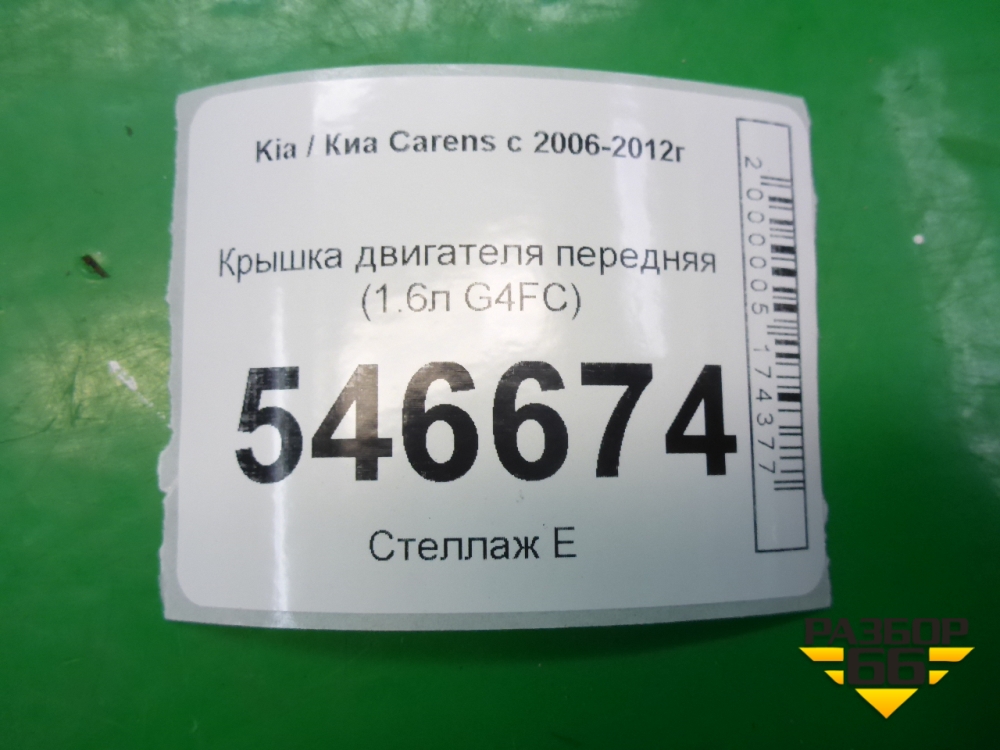 Kia / Киа Carens с 2006-2012г
Крышка двигателя передняя
(1.6л G4FC)
546674
Стеллаж Е
2000005174377
РАЗБОР
66